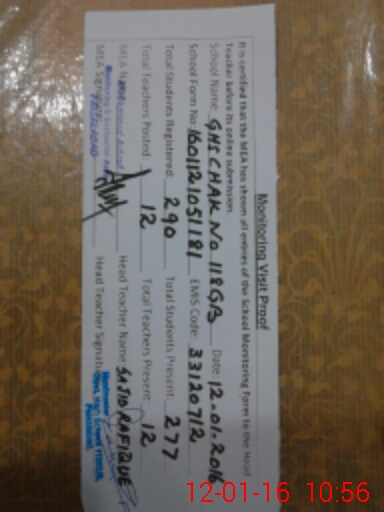 Monitoring Visit Proof
It is certified that the MEA has shown all entries of the School Monitoring Form to the Head
Teacher before its online submission.
School Name: GHS CHAK NO 118GB Date: 12-01-2016
School Form No: 1601121051181 EMIS Code: 33120712
Total Students Registered: 290 Total Students Present: 277
Total Teachers Posted: 12 Total Teachers Present: 12
MEA Name Head Teacher Name SAJID RAFIQUE
MEA Signature Head Teacher Signature
12-01-16 10:56